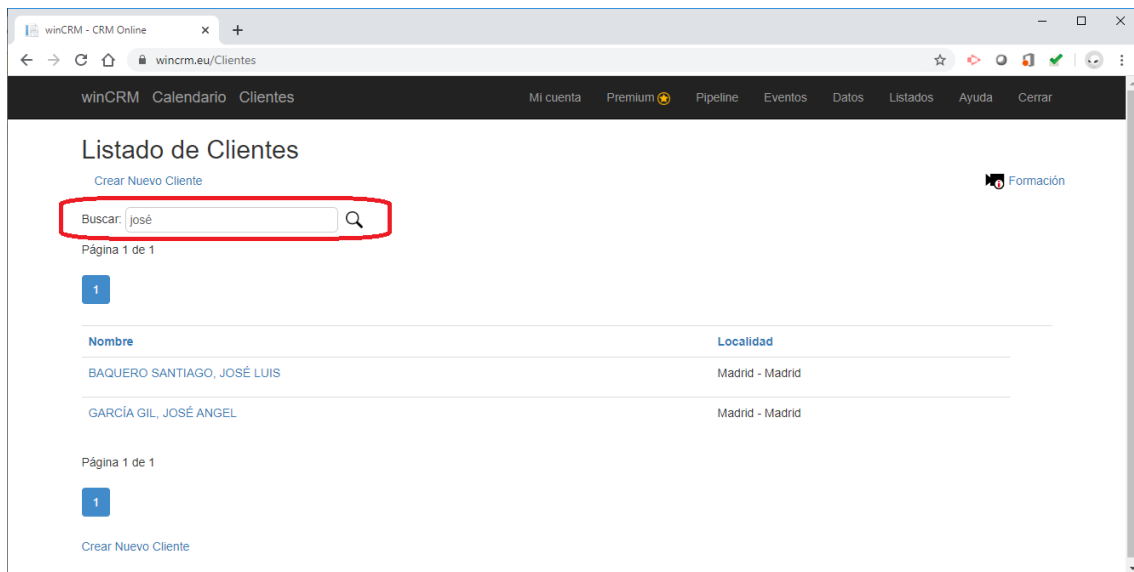 winCRM - CRM Online
wincrm.eu/Clientes
winCRM Calendario Clientes Mi cuenta Premium Pipeline Eventos Datos Listados Ayuda Cerrar
Listado de Clientes
Crear Nuevo Cliente Formación
Buscar: josé
Página 1 de 1
1
Nombre Localidad
BAQUERO SANTIAGO, JOSÉ LUIS Madrid - Madrid
GARCÍA GIL, JOSÉ ANGEL Madrid - Madrid
Página 1 de 1
1
Crear Nuevo Cliente